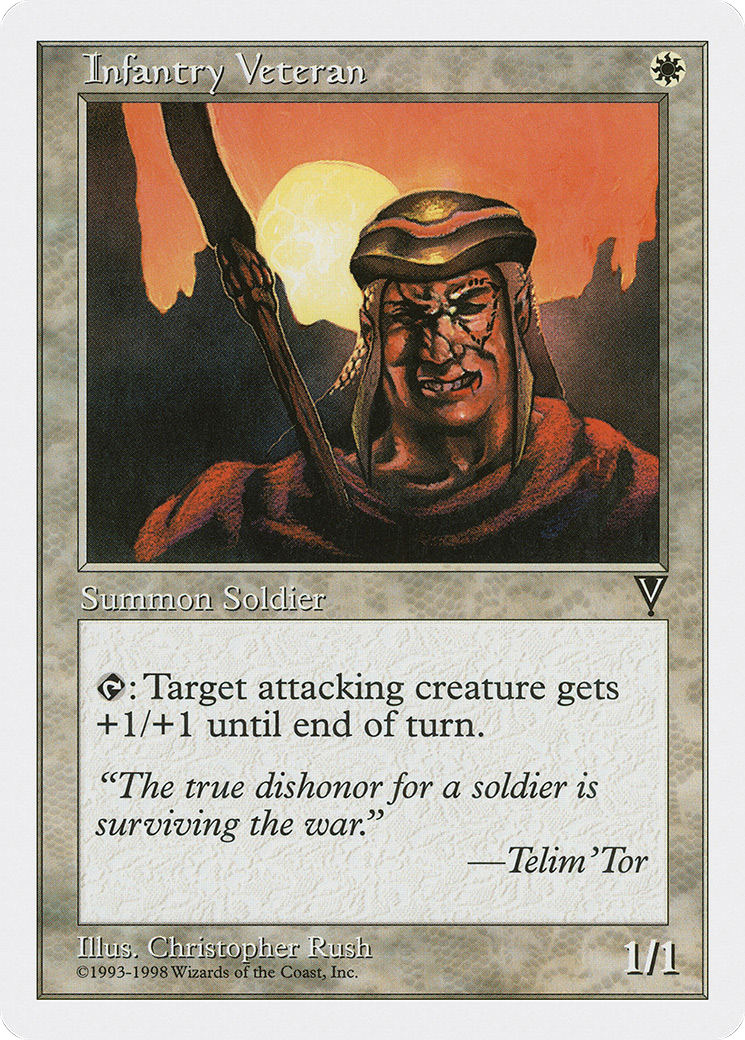 Infantry Veteran
Summon Soldier
V
: Target attacking creature gets
+1/+1 until end of turn.
“The true dishonor for a soldier is
surviving the war.”
—Telim’Tor
Illus. Christopher Rush
©1993-1998 Wizards of the Coast, Inc.
1/1